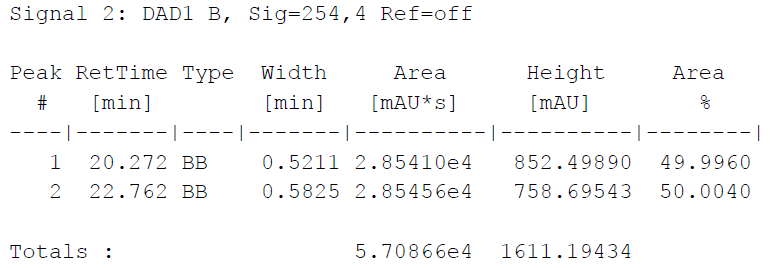 Signal 2: DAD1 B, Sig=254,4 Ref=off
Peak RetTime Type  Width     Area      Height     Area
  #   [min]        [min]   [mAU*s]     [mAU]        %
----|-------|----|-------|----------|----------|--------|
   1  20.272 BB    0.5211 2.85410e4   852.49890  49.9960
   2  22.762 BB    0.5825 2.85456e4   758.69543  50.0040
Totals :                  5.70866e4  1611.19434